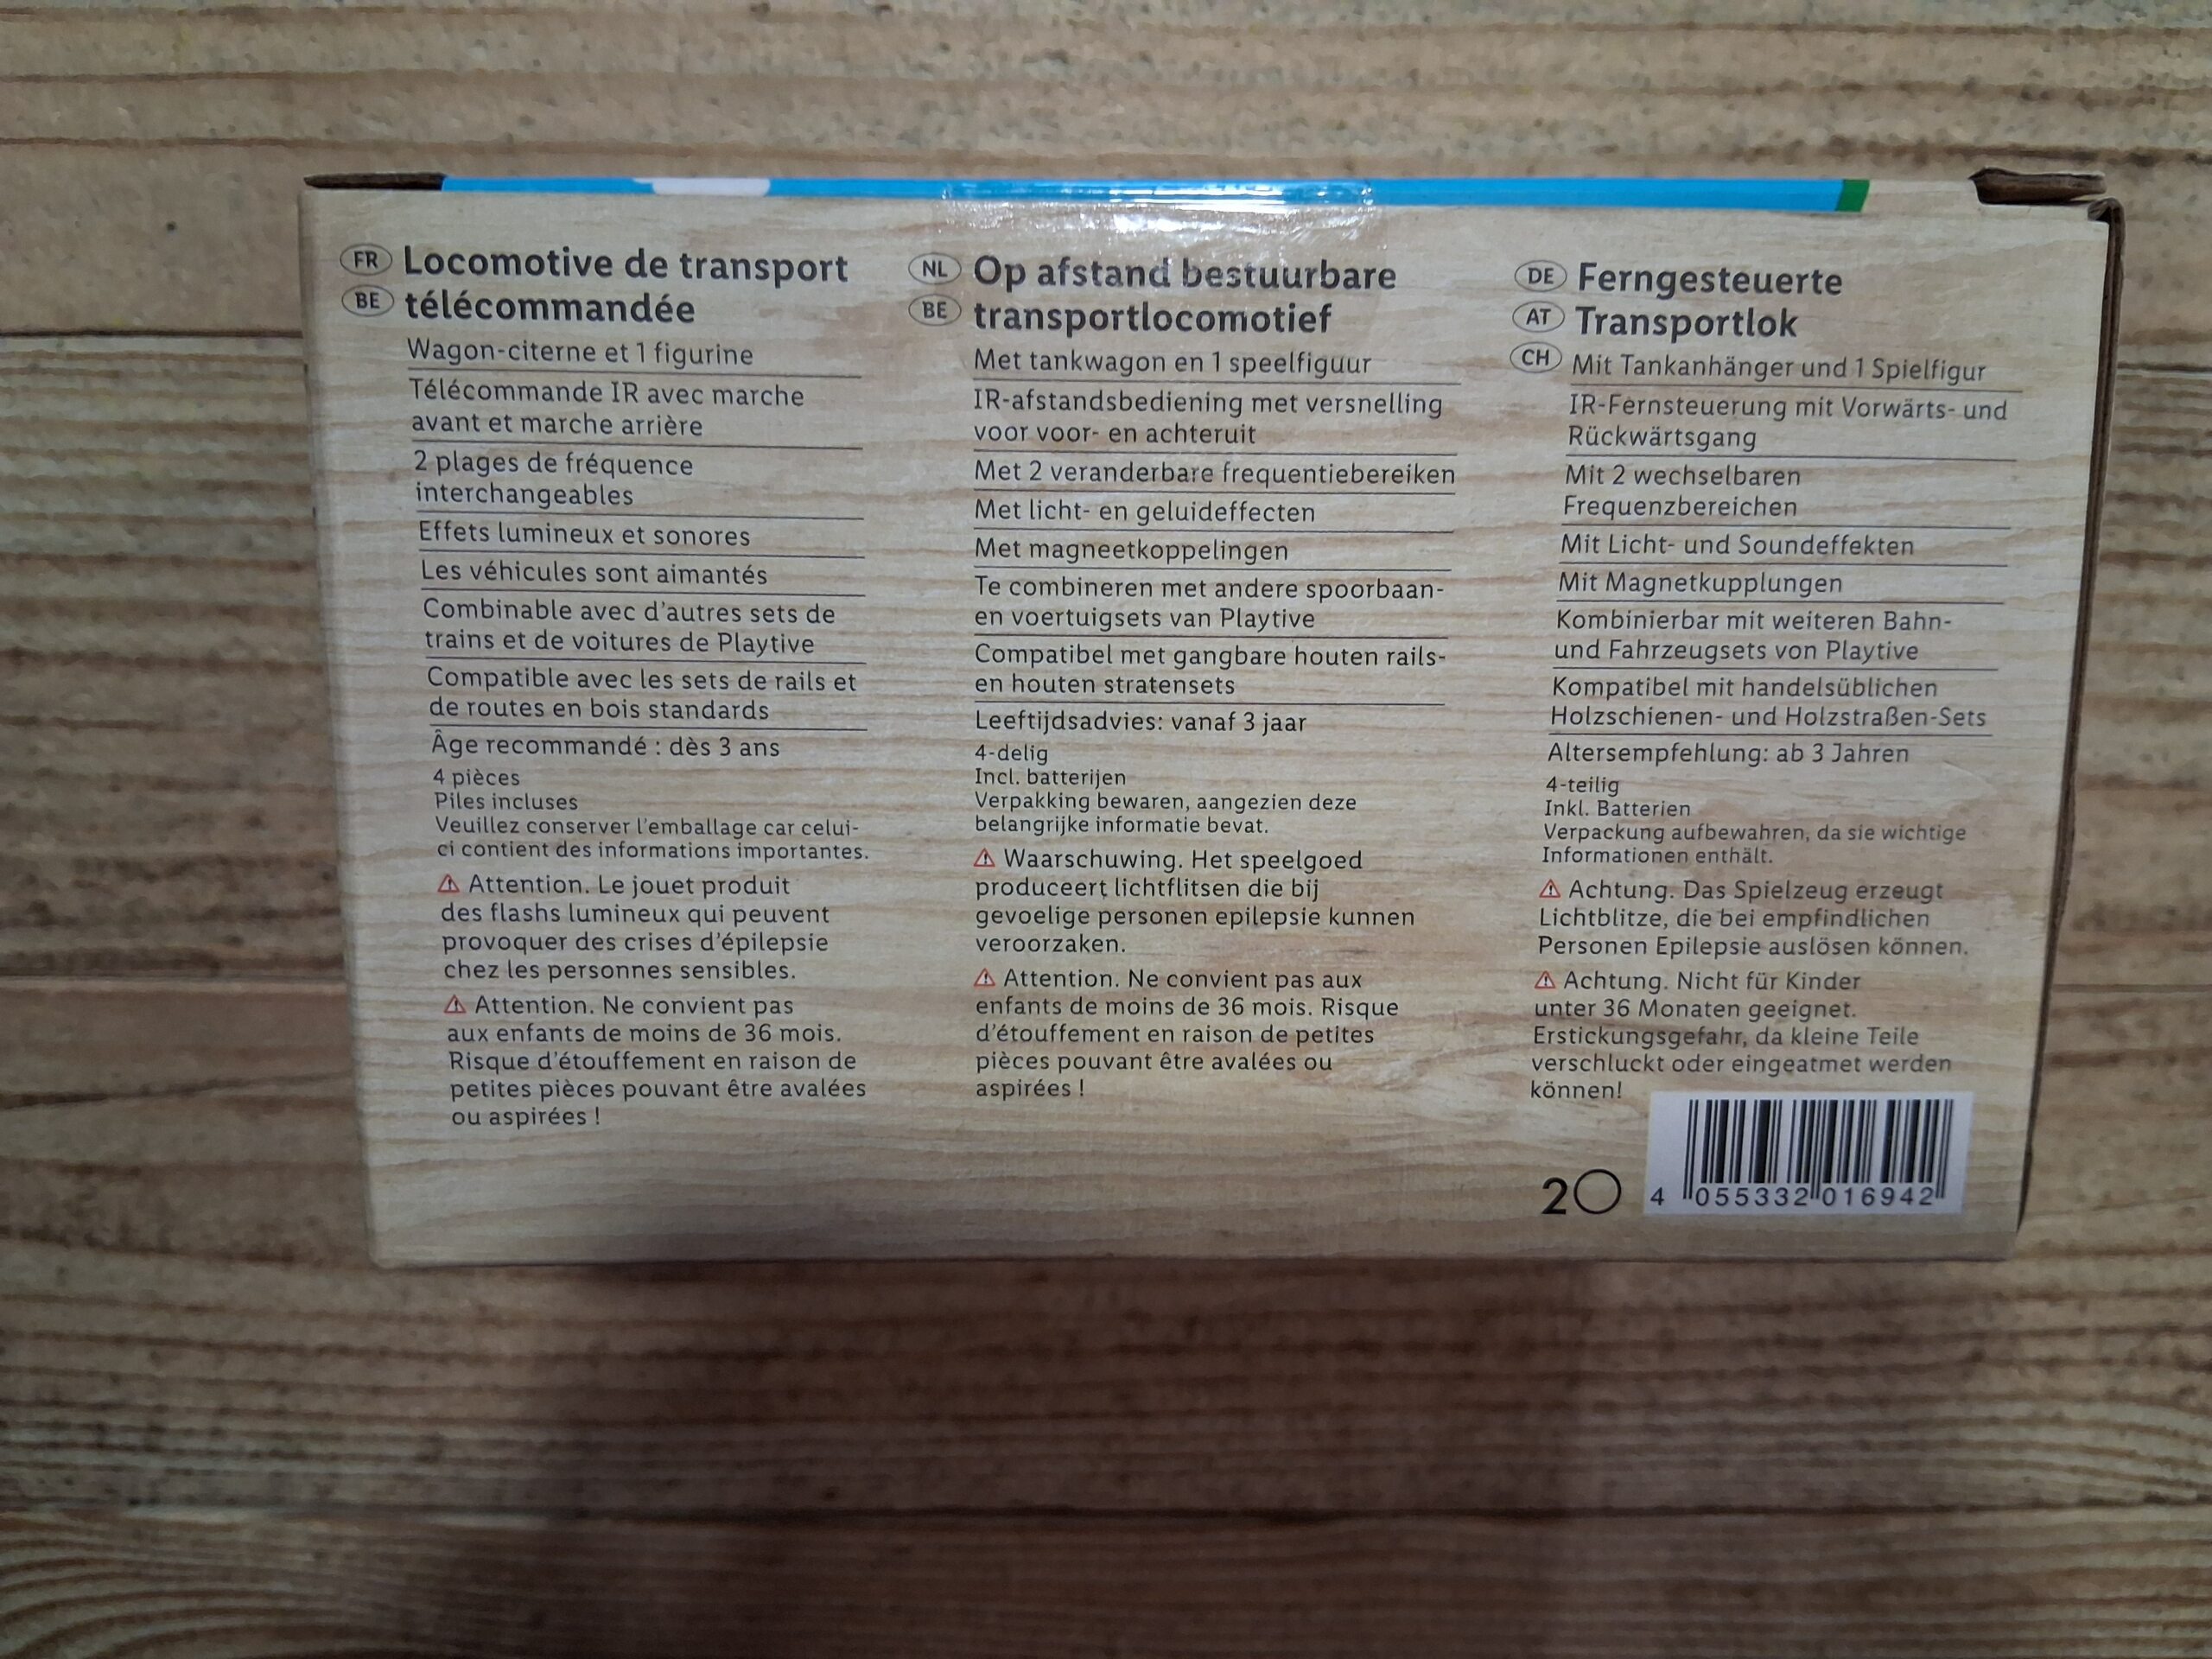 FR Locomotive de transport
BE télécommandée
Wagon-citerne et 1 figurine
Télécommande IR avec marche
avant et marche arrière
2 plages de fréquence
interchangeables
Effets lumineux et sonores
Les véhicules sont aimantés
Combinable avec d'autres sets de
trains et de voitures de Playtive
Compatible avec les sets de rails et
de routes en bois standards
Âge recommandé : dès 3 ans
4 pièces
Piles incluses
Veuillez conserver l'emballage car celui-
ci contient des informations importantes.
Attention. Le jouet produit
des flashs lumineux qui peuvent
provoquer des crises d'épilepsie
chez les personnes sensibles.
Attention. Ne convient pas
aux enfants de moins de 36 mois.
Risque d'étouffement en raison de
petites pièces pouvant être avalées
ou aspirées !
NL Op afstand bestuurbare
BE transportlocomotief
Met tankwagon en 1 speelfiguur
IR-afstandsbediening met versnelling
voor voor- en achteruit
Met 2 veranderbare frequentiebereiken
Met licht- en geluideffecten
Met magneetkoppelingen
Te combineren met andere spoorbaan-
en voertuigsets van Playtive
Compatibel met gangbare houten rails-
en houten stratensets
Leeftijdsadvies: vanaf 3 jaar
4-delig
Incl. batterijen
Verpakking bewaren, aangezien deze
belangrijke informatie bevat.
Waarschuwing. Het speelgoed
produceert lichtflitsen die bij
gevoelige personen epilepsie kunnen
veroorzaken.
Attention. Ne convient pas aux
enfants de moins de 36 mois. Risque
d'étouffement en raison de petites
pièces pouvant être avalées ou
aspirées !
DE Ferngesteuerte
AT Transportlok
CH Mit Tankanhänger und 1 Spielfigur
IR-Fernsteuerung mit Vorwärts- und
Rückwärtsgang
Mit 2 wechselbaren
Frequenzbereichen
Mit Licht- und Soundeffekten
Mit Magnetkupplungen
Kombinierbar mit weiteren Bahn-
und Fahrzeugsets von Playtive
Kompatibel mit handelsüblichen
Holzschienen- und Holzstraßen-Sets
Altersempfehlung: ab 3 Jahren
4-teilig
Inkl. Batterien
Verpackung aufbewahren, da sie wichtige
Informationen enthält.
Achtung. Das Spielzeug erzeugt
Lichtblitze, die bei empfindlichen
Personen Epilepsie auslösen können.
Achtung. Nicht für Kinder
unter 36 Monaten geeignet.
Erstickungsgefahr, da kleine Teile
verschluckt oder eingeatmet werden
können!
2
4 055332 016942